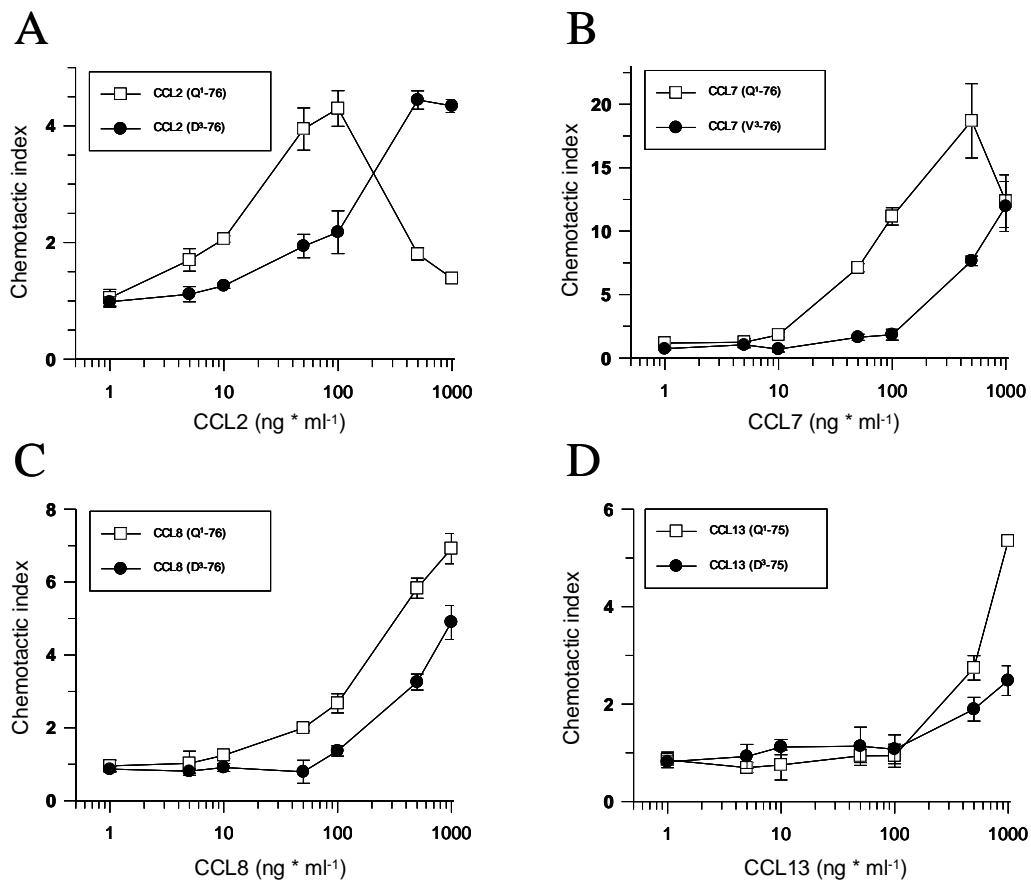 A
CCL2 (Q¹-76)
CCL2 (D³-76)
Chemotactic index
4
2
0
1 10 100 1000
CCL2 (ng * ml⁻¹)
B
CCL7 (Q¹-76)
CCL7 (V³-76)
Chemotactic index
20
15
10
5
0
1 10 100 1000
CCL7 (ng * ml⁻¹)
C
CCL8 (Q¹-76)
CCL8 (D³-76)
Chemotactic index
8
6
4
2
0
1 10 100 1000
CCL8 (ng * ml⁻¹)
D
CCL13 (Q¹-75)
CCL13 (D³-75)
Chemotactic index
6
4
2
0
1 10 100 1000
CCL13 (ng * ml⁻¹)